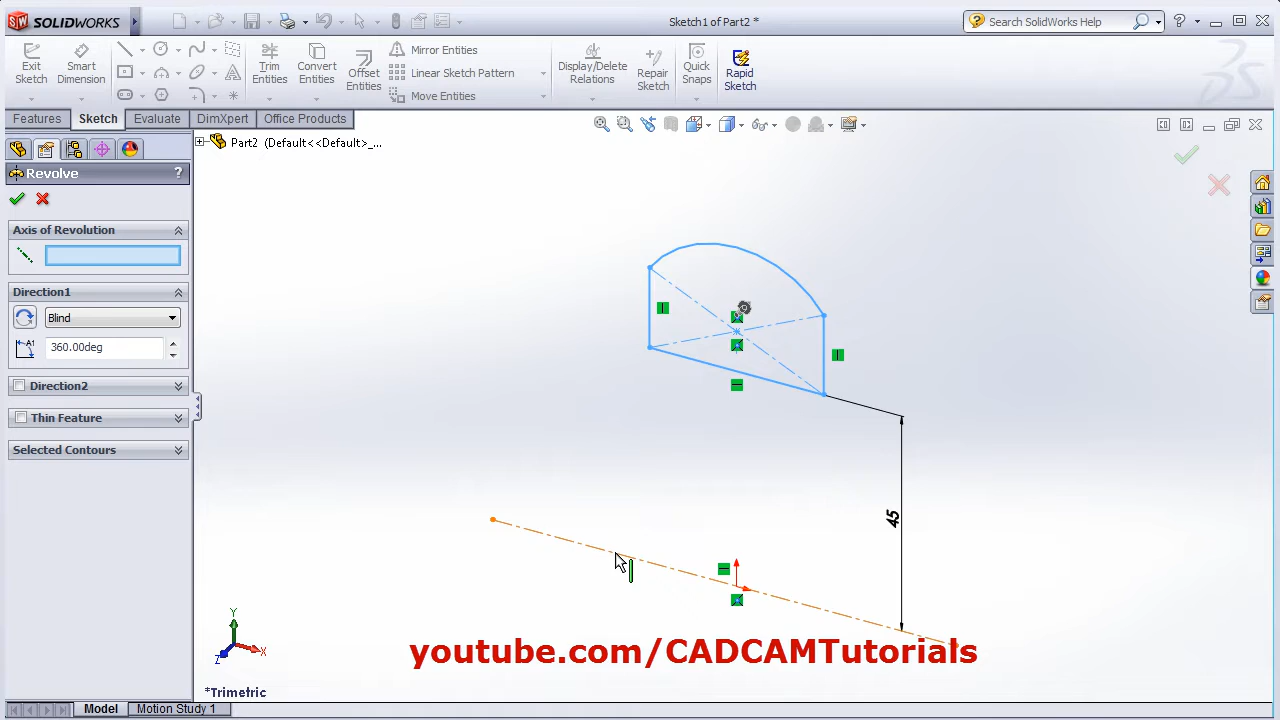 SOLIDWORKS
Sketch1 of Part2 *
Search SolidWorks Help
Exit Sketch
Smart Dimension
Trim Entities
Convert Entities
Offset Entities
Mirror Entities
Linear Sketch Pattern
Move Entities
Display/Delete Relations
Repair Sketch
Quick Snaps
Rapid Sketch
Features
Sketch
Evaluate
DimXpert
Office Products
Part2 (Default<<Default>_...
Revolve
?
Axis of Revolution
Direction1
Blind
360.00deg
Direction2
Thin Feature
Selected Contours
45
Y
X
Z
youtube.com/CADCAMTutorials
*Trimetric
Model
Motion Study 1